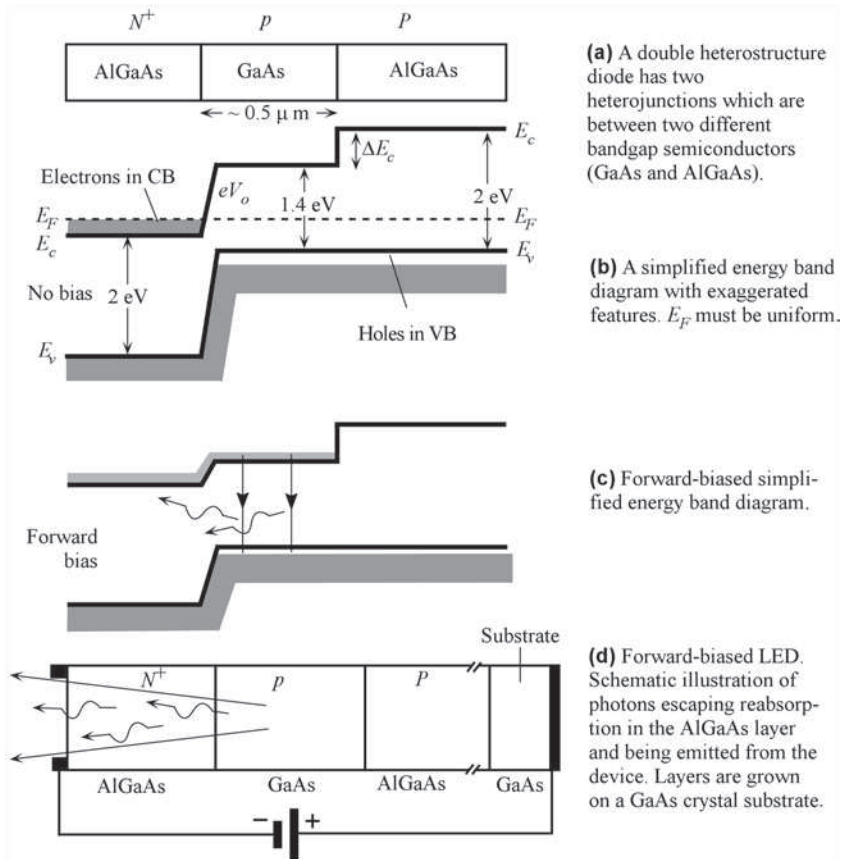 N+ p P
AlGaAs GaAs AlGaAs
~ 0.5 μm
(a) A double heterostructure
diode has two
heterojunctions which are
between two different
bandgap semiconductors
(GaAs and AlGaAs).
Ec
ΔEc
Electrons in CB
eVo
1.4 eV
2 eV
EF
EF
Ec
Ev
No bias
2 eV
Holes in VB
Ev
(b) A simplified energy band
diagram with exaggerated
features. EF must be uniform.
Forward
bias
(c) Forward-biased simpli-
fied energy band diagram.
Substrate
N+ p P
AlGaAs GaAs AlGaAs GaAs
− +
(d) Forward-biased LED.
Schematic illustration of
photons escaping reabsorp-
tion in the AlGaAs layer
and being emitted from the
device. Layers are grown
on a GaAs crystal substrate.